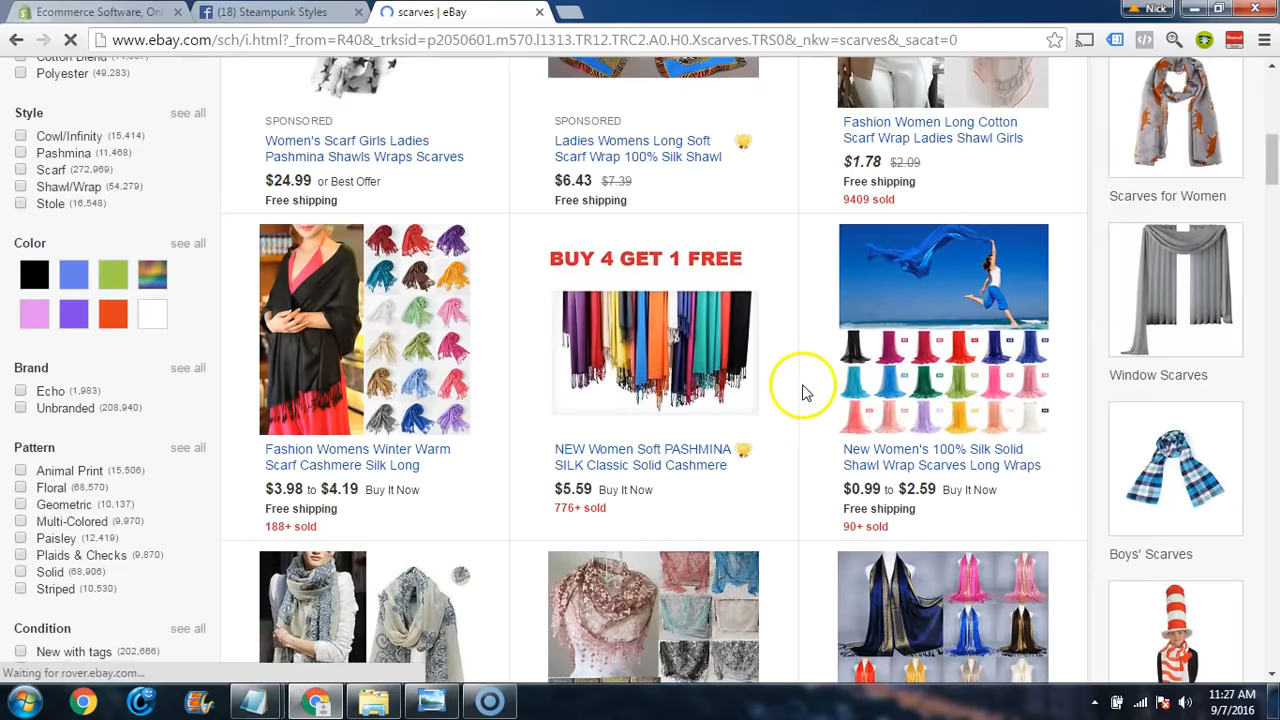 Ecommerce Software, Onl
(18) Steampunk Styles
scarves | eBay
Nick
www.ebay.com/sch/i.html?_from=R40&_trksid=p2050601.m570.l1313.TR12.TRC2.A0.H0.Xscarves.TRS0&_nkw=scarves&_sacat=0
Polyester (49,283)
Style
see all
Cowl/Infinity (15,414)
Pashmina (11,468)
Scarf (272,969)
Shawl/Wrap (54,279)
Stole (16,548)
Color
see all
Brand
see all
Echo (1,983)
Unbranded (208,940)
Pattern
see all
Animal Print (15,506)
Floral (68,570)
Geometric (10,137)
Multi-Colored (9,970)
Paisley (12,419)
Plaids & Checks (9,870)
Solid (68,906)
Striped (10,530)
Condition
see all
New with tags (202,666)
Waiting for rover.ebay.com...
SPONSORED
Women's Scarf Girls Ladies
Pashmina Shawls Wraps Scarves
$24.99 or Best Offer
Free shipping
SPONSORED
Ladies Womens Long Soft
Scarf Wrap 100% Silk Shawl
$6.43 $7.39
Free shipping
Fashion Women Long Cotton
Scarf Wrap Ladies Shawl Girls
$1.78 $2.09
Free shipping
9409 sold
Fashion Womens Winter Warm
Scarf Cashmere Silk Long
$3.98 to $4.19 Buy It Now
Free shipping
188+ sold
BUY 4 GET 1 FREE
NEW Women Soft PASHMINA
SILK Classic Solid Cashmere
$5.59 Buy It Now
776+ sold
New Women's 100% Silk Solid
Shawl Wrap Scarves Long Wraps
$0.99 to $2.59 Buy It Now
Free shipping
90+ sold
Scarves for Women
Window Scarves
Boys' Scarves
11:27 AM
9/7/2016